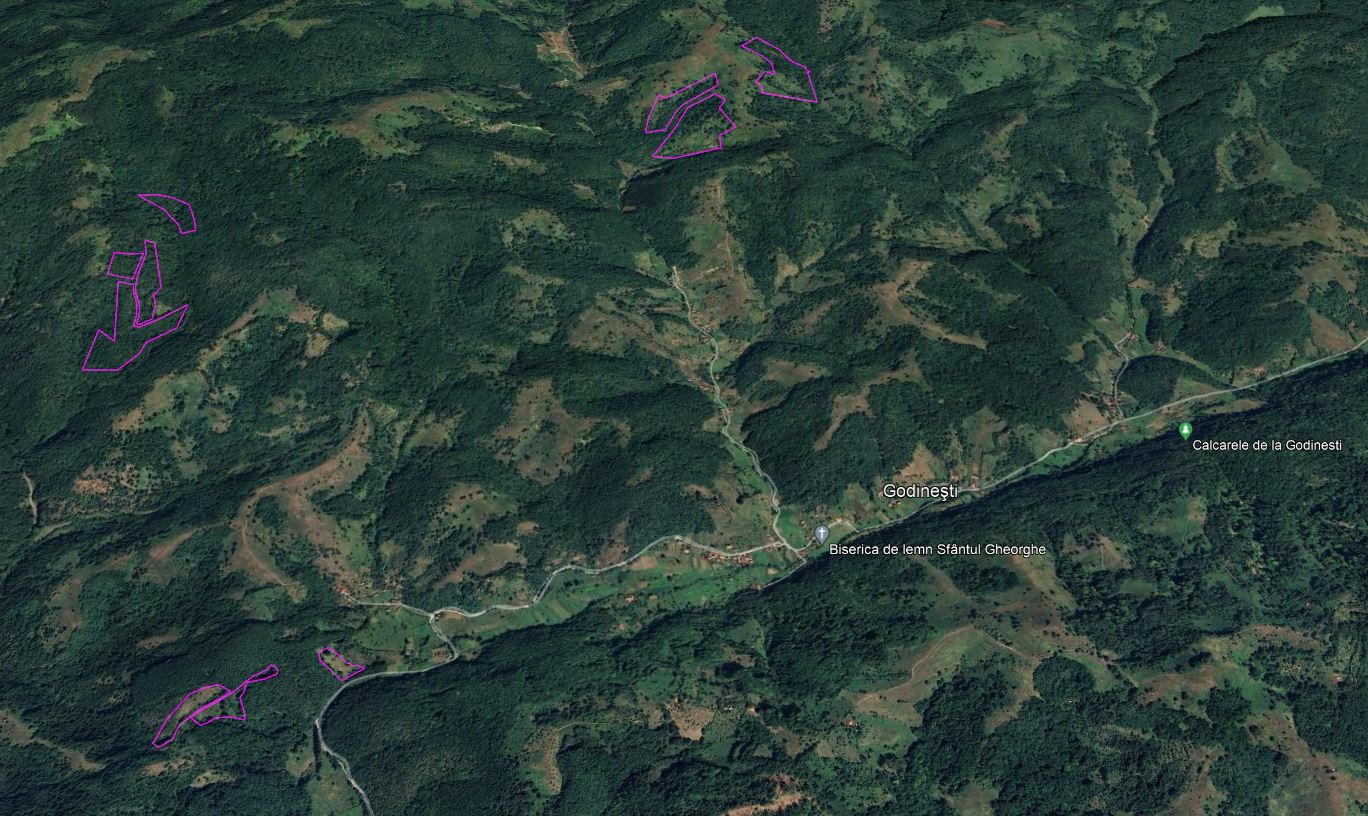 Calcarele de la Godinesti
Godineşti
Biserica de lemn Sfântul Gheorghe